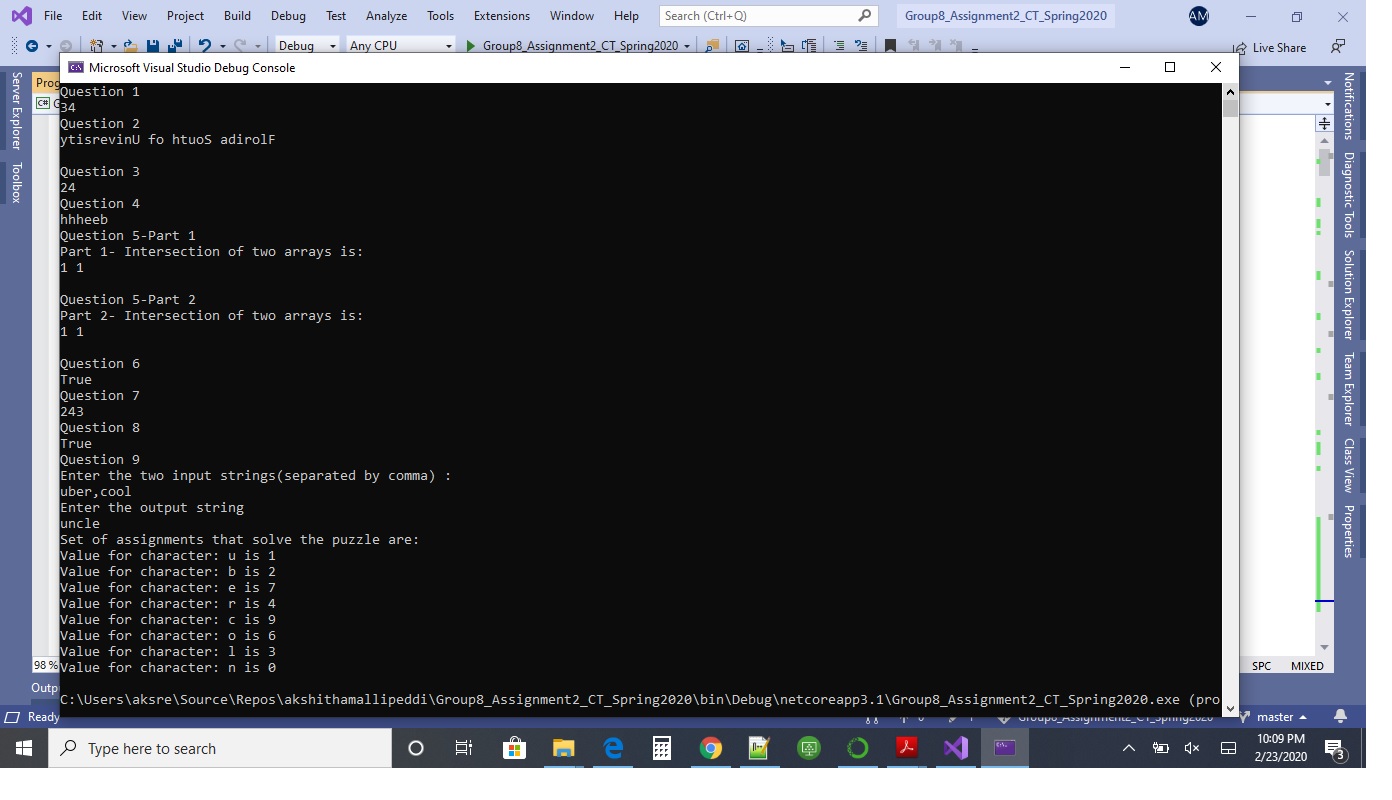 File Edit View Project Build Debug Test Analyze Tools Extensions Window Help Search (Ctrl+Q) Group8_Assignment2_CT_Spring2020 AM
Debug Any CPU Group8_Assignment2_CT_Spring2020 Live Share
Microsoft Visual Studio Debug Console
Server Explorer
Toolbox
Prog
C# G
Question 1
34
Question 2
ytisrevinU fo htuoS adirolF
Question 3
24
Question 4
hhheeb
Question 5-Part 1
Part 1- Intersection of two arrays is:
1 1
Question 5-Part 2
Part 2- Intersection of two arrays is:
1 1
Question 6
True
Question 7
243
Question 8
True
Question 9
Enter the two input strings(separated by comma) :
uber,cool
Enter the output string
uncle
Set of assignments that solve the puzzle are:
Value for character: u is 1
Value for character: b is 2
Value for character: e is 7
Value for character: r is 4
Value for character: c is 9
Value for character: o is 6
Value for character: l is 3
Value for character: n is 0
C:\Users\aksre\Source\Repos\akshithamallipeddi\Group8_Assignment2_CT_Spring2020\bin\Debug\netcoreapp3.1\Group8_Assignment2_CT_Spring2020.exe (pro
Notifications
Diagnostic Tools
Solution Explorer
Team Explorer
Class View
Properties
98 % SPC MIXED
Outp
Ready Group8_Assignment2_CT_Spring2020 master
Type here to search
10:09 PM
2/23/2020
3